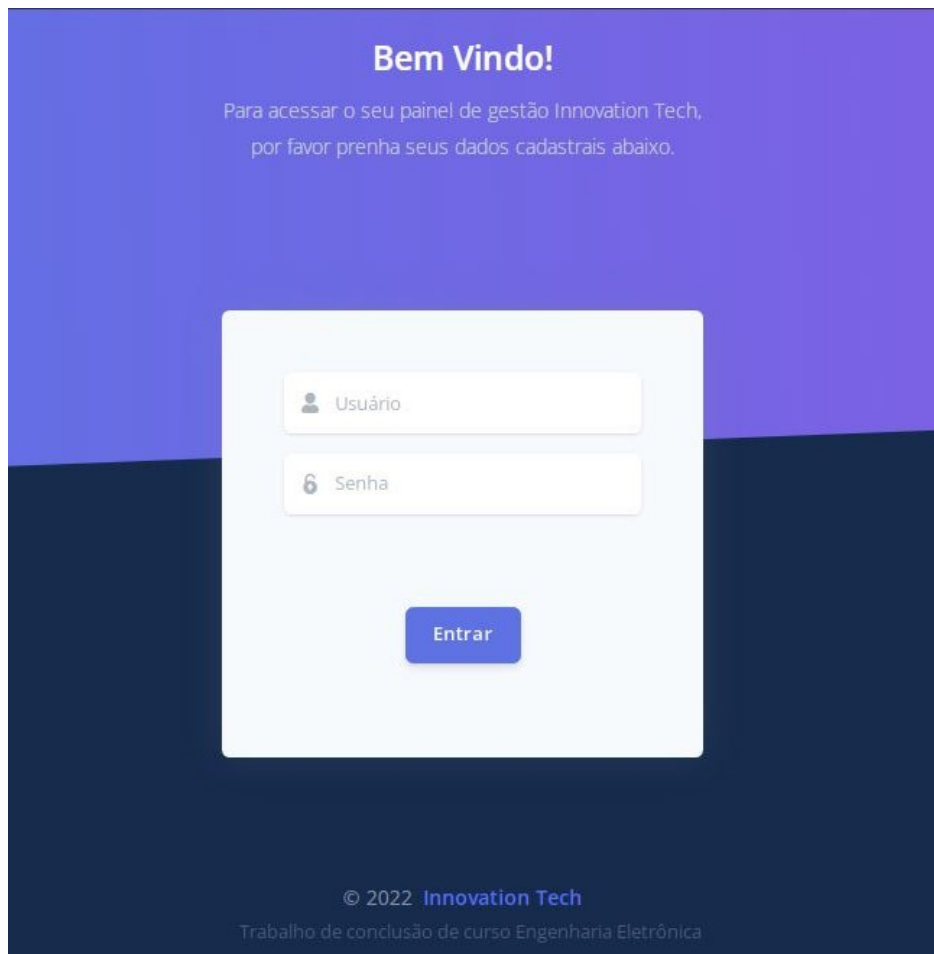 Bem Vindo!
Para acessar o seu painel de gestão Innovation Tech,
por favor prenha seus dados cadastrais abaixo.
Usuário
Senha
Entrar
© 2022 Innovation Tech
Trabalho de conclusão de curso Engenharia Eletrônica